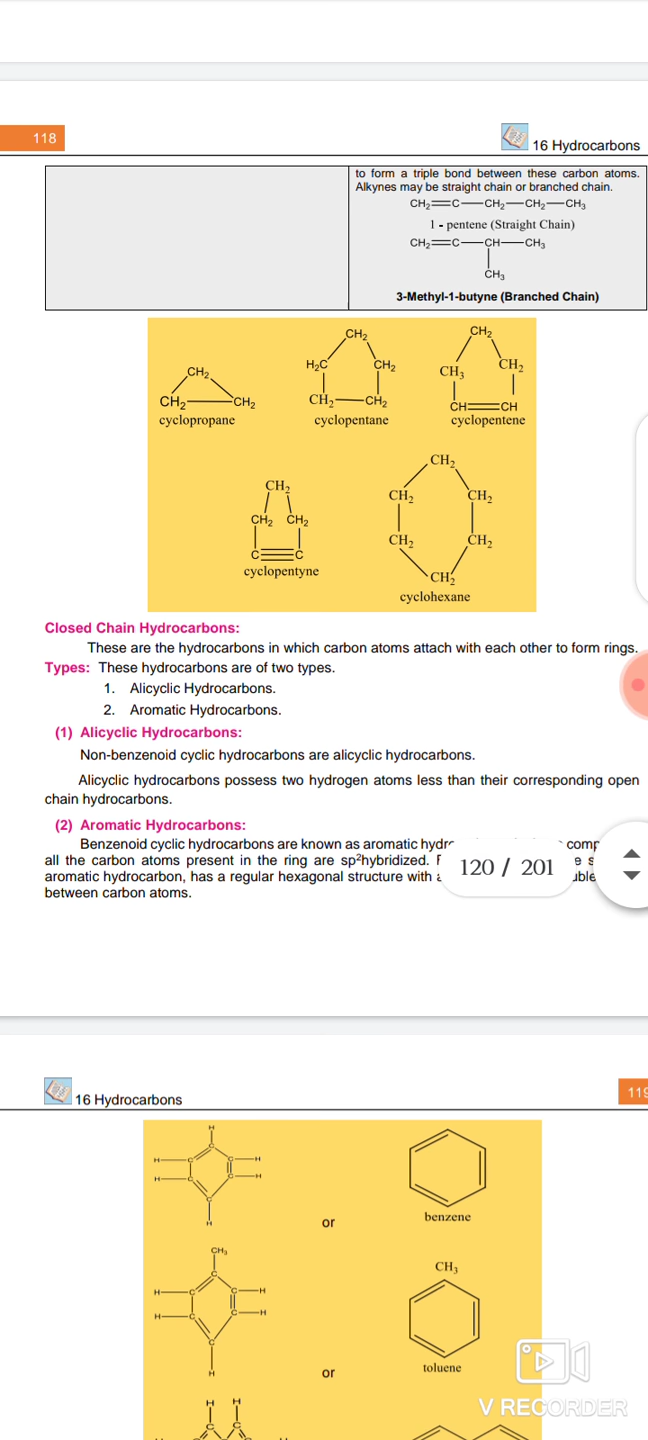 118
16 Hydrocarbons
to form a triple bond between these carbon atoms.
Alkynes may be straight chain or branched chain.
CH₂═C—CH₂—CH₂—CH₃
1 - pentene (Straight Chain)
CH₂═C—CH—CH₃
CH₃
3-Methyl-1-butyne (Branched Chain)
CH₂
CH₂—CH₂
cyclopropane
CH₂
H₂C CH₂
CH₂—CH₂
cyclopentane
CH₂
CH₃ CH₂
CH═CH
cyclopentene
CH₂
CH₂ CH₂
C≡C
cyclopentyne
CH₂
CH₂ CH₂
CH₂ CH₂
CH₂
cyclohexane
Closed Chain Hydrocarbons:
These are the hydrocarbons in which carbon atoms attach with each other to form rings.
Types: These hydrocarbons are of two types.
1. Alicyclic Hydrocarbons.
2. Aromatic Hydrocarbons.
(1) Alicyclic Hydrocarbons:
Non-benzenoid cyclic hydrocarbons are alicyclic hydrocarbons.
Alicyclic hydrocarbons possess two hydrogen atoms less than their corresponding open
chain hydrocarbons.
(2) Aromatic Hydrocarbons:
Benzenoid cyclic hydrocarbons are known as aromatic
all the carbon atoms present in the ring are sp²hybridized.
aromatic hydrocarbon, has a regular hexagonal structure with
between carbon atoms.
120 / 201
16 Hydrocarbons
119
H
C
H—C C—H
H—C C—H
C
H
or
benzene
CH₃
C
H—C C—H
H—C C—H
C
H
or
CH₃
toluene
H H
C C
V RECORDER